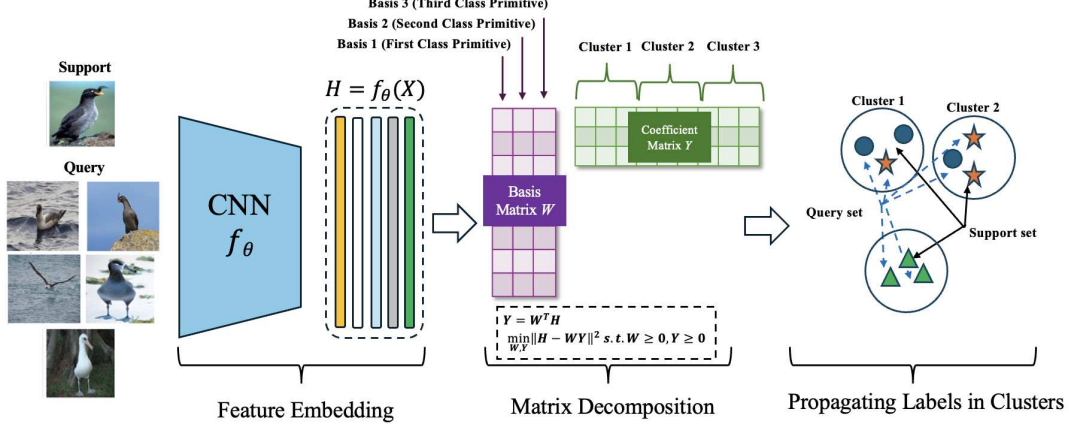 Basis 3 (Third Class Primitive)
Basis 2 (Second Class Primitive)
Basis 1 (First Class Primitive)
Cluster 1 Cluster 2 Cluster 3
Support
Query
CNN
f_θ
H = f_θ(X)
Basis
Matrix W
Coefficient
Matrix Y
Y = W^T H
min_{W,Y} ‖H − WY‖² s.t. W ≥ 0, Y ≥ 0
Cluster 1
Cluster 2
Query set
Support set
Feature Embedding
Matrix Decomposition
Propagating Labels in Clusters